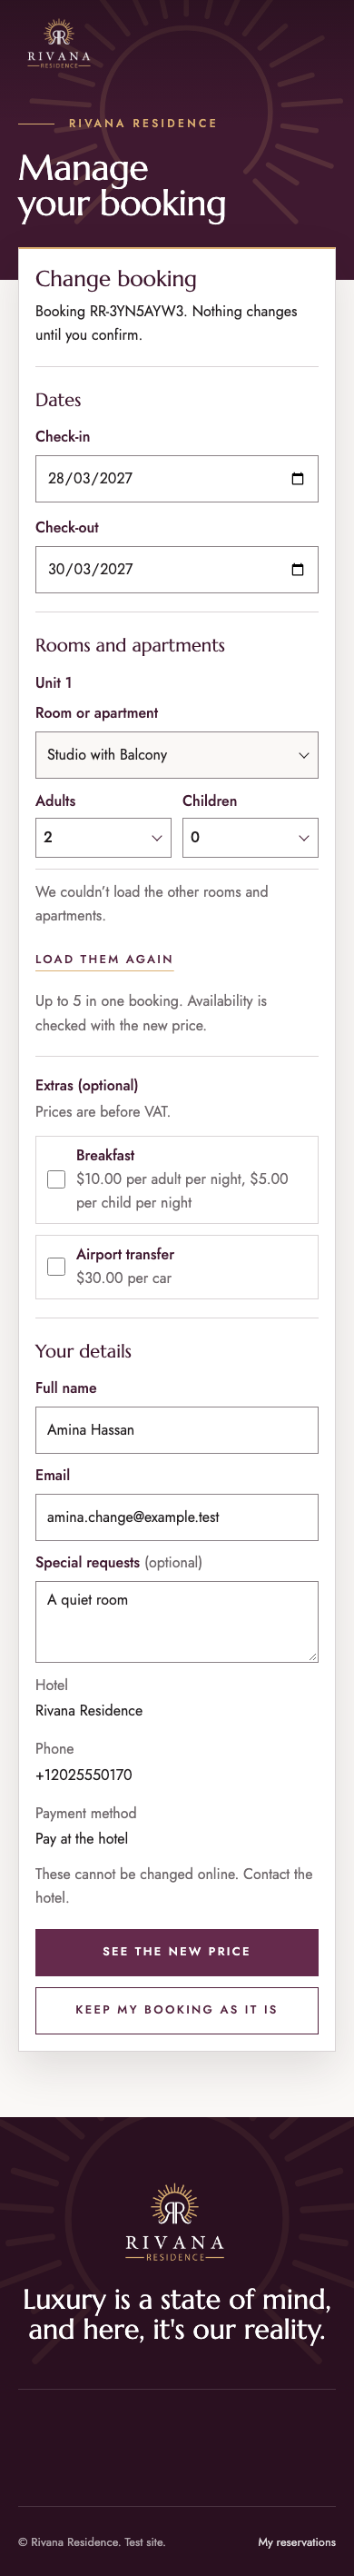 RIVANA
RESIDENCE
RIVANA RESIDENCE
Manage
your booking
Change booking
Booking RR-3YN5AYW3. Nothing changes
until you confirm.
Dates
Check-in
28/03/2027
Check-out
30/03/2027
Rooms and apartments
Unit 1
Room or apartment
Studio with Balcony
Adults Children
2 0
We couldn’t load the other rooms and
apartments.
LOAD THEM AGAIN
Up to 5 in one booking. Availability is
checked with the new price.
Extras (optional)
Prices are before VAT.
Breakfast
$10.00 per adult per night, $5.00
per child per night
Airport transfer
$30.00 per car
Your details
Full name
Amina Hassan
Email
amina.change@example.test
Special requests (optional)
A quiet room
Hotel
Rivana Residence
Phone
+12025550170
Payment method
Pay at the hotel
These cannot be changed online. Contact the
hotel.
SEE THE NEW PRICE
KEEP MY BOOKING AS IT IS
RIVANA
RESIDENCE
Luxury is a state of mind,
and here, it's our reality.
© Rivana Residence. Test site. My reservations